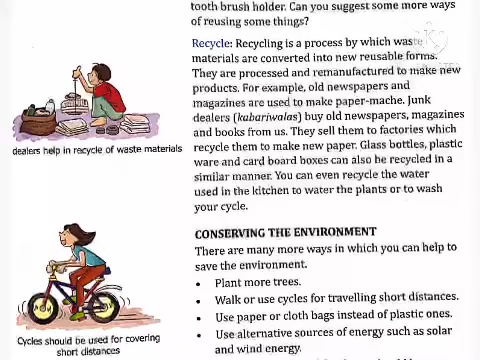 tooth brush holder. Can you suggest some more ways
of reusing some things?
Recycle: Recycling is a process by which waste
materials are converted into new reusable forms.
They are processed and remanufactured to make new
products. For example, old newspapers and
magazines are used to make paper-mache. Junk
dealers (kabariwalas) buy old newspapers, magazines
and books from us. They sell them to factories which
recycle them to make new paper. Glass bottles, plastic
ware and card board boxes can also be recycled in a
similar manner. You can even recycle the water
used in the kitchen to water the plants or to wash
your cycle.
dealers help in recycle of waste materials
CONSERVING THE ENVIRONMENT
There are many more ways in which you can help to
save the environment.
• Plant more trees.
• Walk or use cycles for travelling short distances.
• Use paper or cloth bags instead of plastic ones.
• Use alternative sources of energy such as solar
and wind energy.
Cycles should be used for covering
short distances